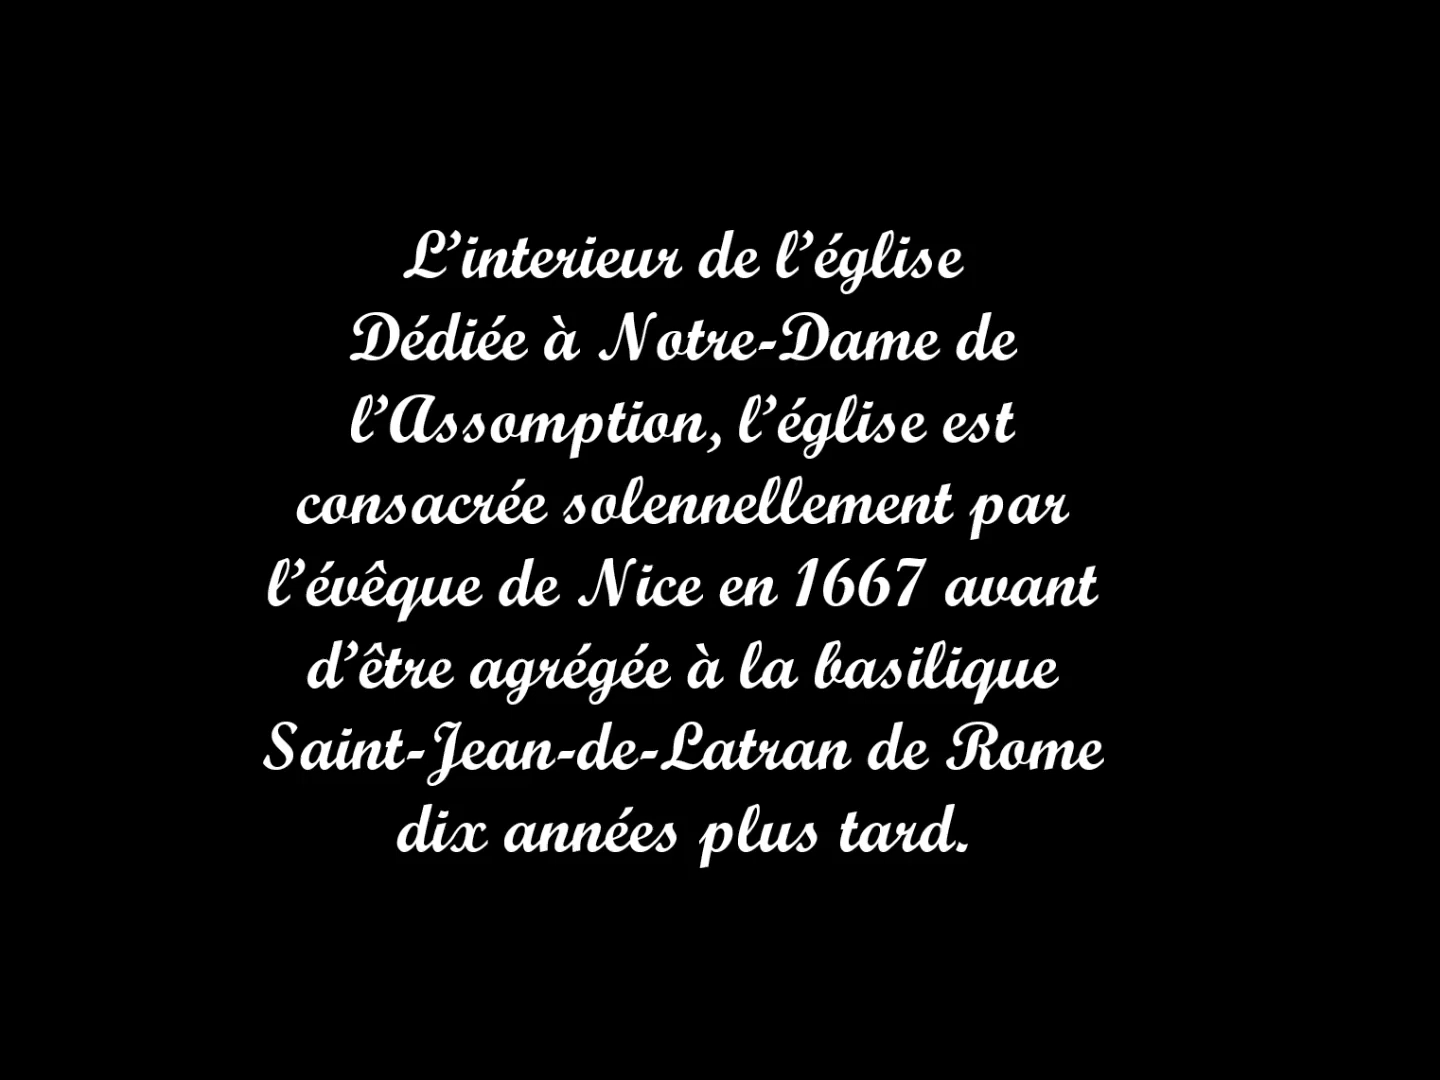 L’interieur de l’église
Dédiée à Notre-Dame de
l’Assomption, l’église est
consacrée solennellement par
l’évêque de Nice en 1667 avant
d’être agrégée à la basilique
Saint-Jean-de-Latran de Rome
dix années plus tard.